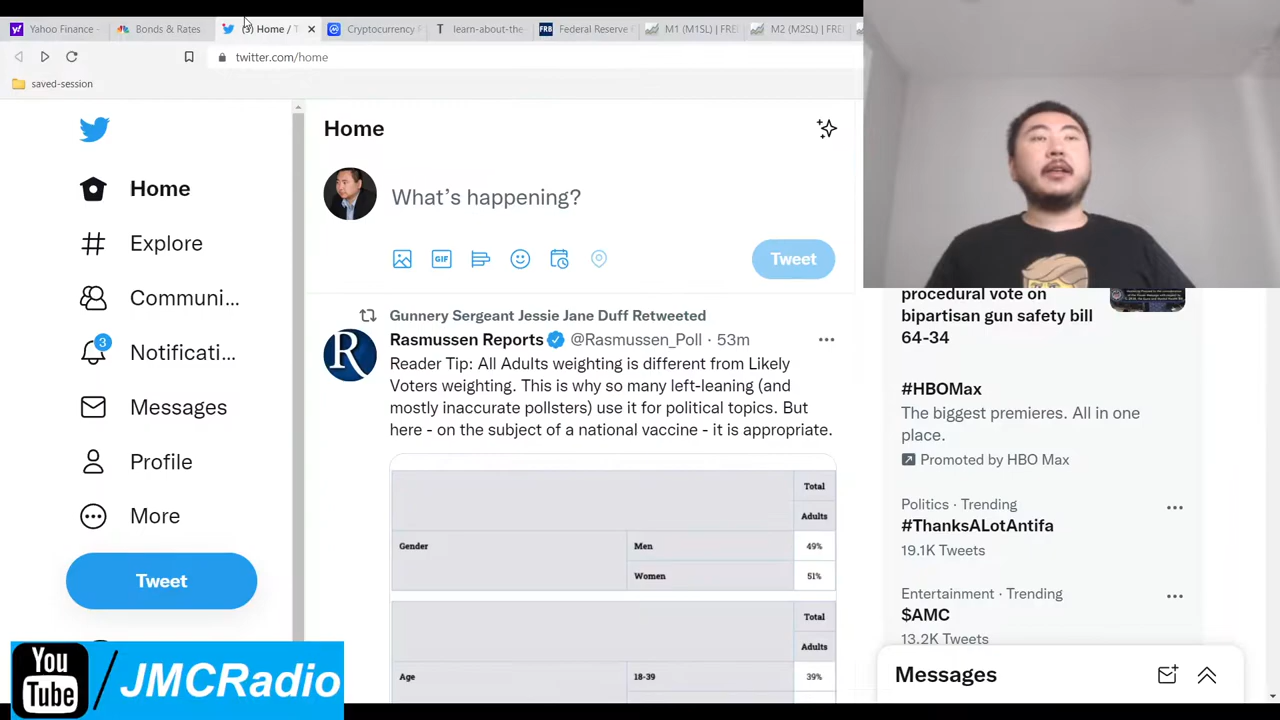 Yahoo Finance -
Bonds & Rates
(3) Home / T
Cryptocurrency
learn-about-the
Federal Reserve
M1 (M1SL) | FRE
M2 (M2SL) | FRE
twitter.com/home
saved-session
Home
Explore
Communi...
3
Notificati...
Messages
Profile
More
Tweet
Home
What's happening?
GIF
Tweet
Gunnery Sergeant Jessie Jane Duff Retweeted
R
Rasmussen Reports @Rasmussen_Poll · 53m
Reader Tip: All Adults weighting is different from Likely
Voters weighting. This is why so many left-leaning (and
mostly inaccurate pollsters) use it for political topics. But
here - on the subject of a national vaccine - it is appropriate.
Total
Adults
Gender Men 49%
Women 51%
Total
Adults
Age 18-39 39%
procedural vote on
bipartisan gun safety bill
64-34
#HBOMax
The biggest premieres. All in one
place.
Promoted by HBO Max
Politics · Trending
#ThanksALotAntifa
19.1K Tweets
Entertainment · Trending
$AMC
13.2K Tweets
Messages
You
Tube
/JMCRadio